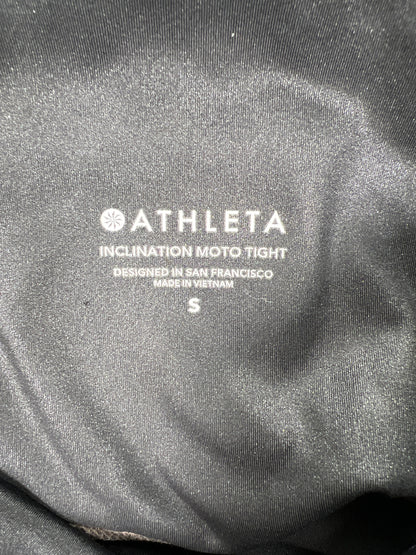 ATHLETA
INCLINATION MOTO TIGHT
DESIGNED IN SAN FRANCISCO
MADE IN VIETNAM
S